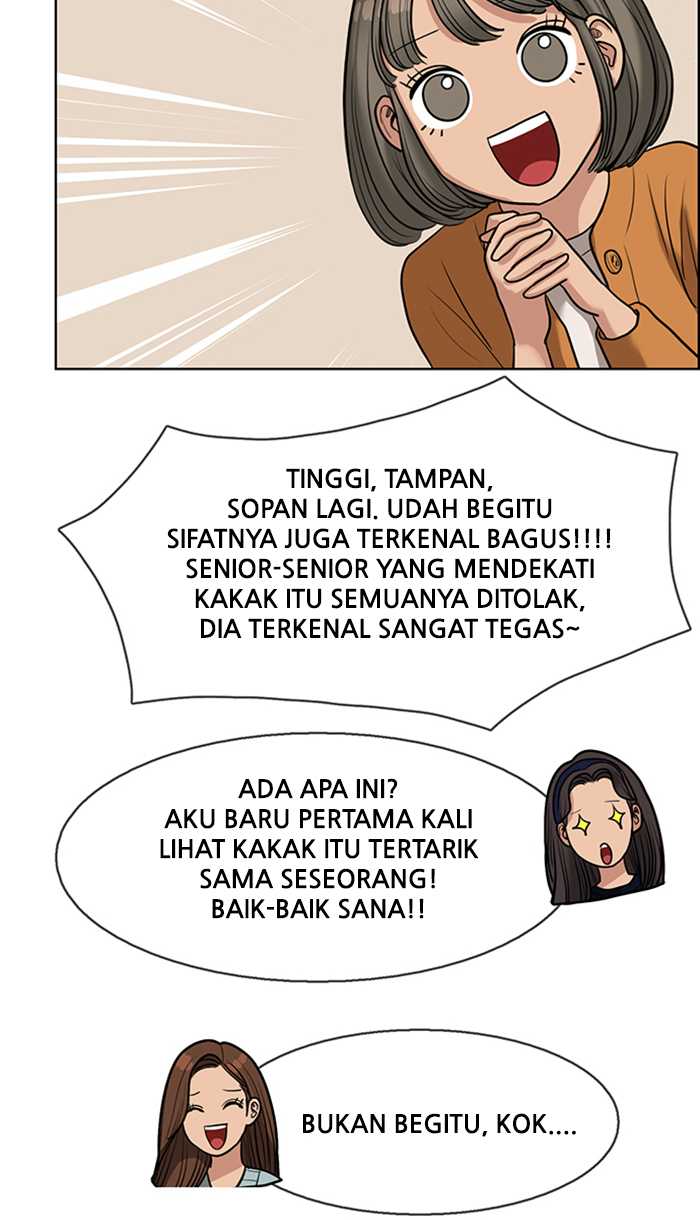 TINGGI, TAMPAN,
SOPAN LAGI. UDAH BEGITU
SIFATNYA JUGA TERKENAL BAGUS!!!!
SENIOR-SENIOR YANG MENDEKATI
KAKAK ITU SEMUANYA DITOLAK,
DIA TERKENAL SANGAT TEGAS~
ADA APA INI?
AKU BARU PERTAMA KALI
LIHAT KAKAK ITU TERTARIK
SAMA SESEORANG!
BAIK-BAIK SANA!!
BUKAN BEGITU, KOK....